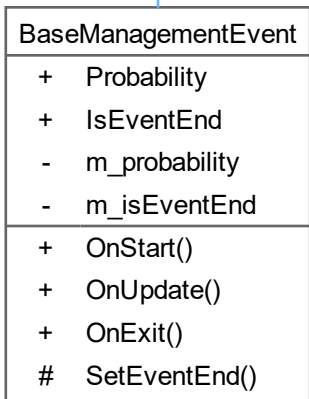 BaseManagementEvent
+ Probability
+ IsEventEnd
- m_probability
- m_isEventEnd
+ OnStart()
+ OnUpdate()
+ OnExit()
# SetEventEnd()